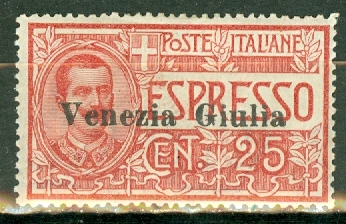 POSTE ITALIANE
ESPRESSO
Venezia Giulia
CENT. 25